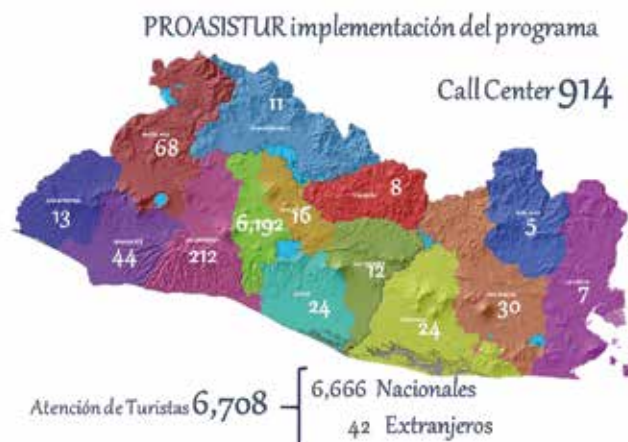 PROASISTUR implementación del programa
Call Center 914
11
68
8
13
6,192
16
5
44
212
12
7
24
24
30
Atención de Turistas 6,708
6,666 Nacionales
42 Extranjeros